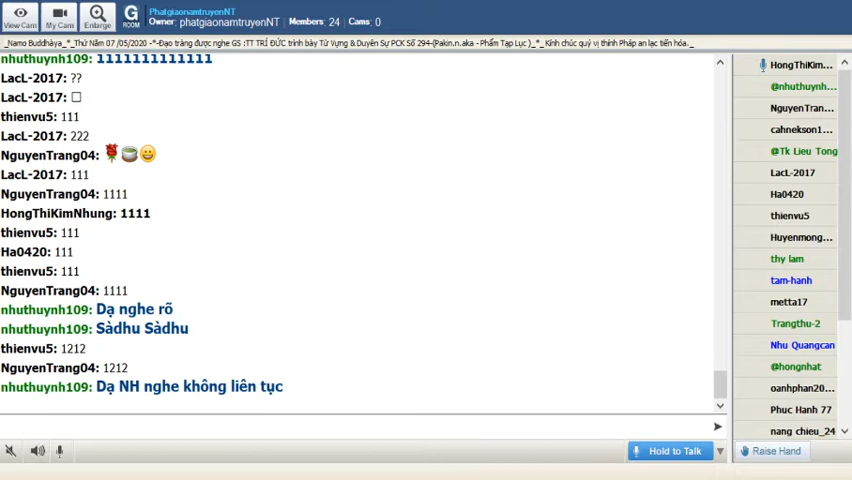 View Cam
My Cam
Enlarge
G
ROOM
PhatgiaonamtruyenNT
Owner: phatgiaonamtruyenNT Members: 24 Cams: 0
_Namo Buddhàya_*_Thứ Năm 07 /05/2020 -*-Đạo tràng được nghe GS :TT TRÍ ĐỨC trình bày Tứ Vựng & Duyên Sự PCK Số 294-(Pakin.n.aka - Phẩm Tạp Lục )_*_ Kính chúc quý vị thính Pháp an lạc tiến hóa._
nhuthuynh109: 1111111111111
LacL-2017: ??
LacL-2017: □
thienvu5: 111
LacL-2017: 222
NguyenTrang04:
LacL-2017: 111
NguyenTrang04: 1111
HongThiKimNhung: 1111
thienvu5: 111
Ha0420: 111
thienvu5: 111
NguyenTrang04: 1111
nhuthuynh109: Dạ nghe rõ
nhuthuynh109: Sàdhu Sàdhu
thienvu5: 1212
NguyenTrang04: 1212
nhuthuynh109: Dạ NH nghe không liên tục
Hold to Talk
HongThiKim...
@nhuthuynh...
NguyenTran...
cahnekson1...
@Tk Lieu Tong
LacL-2017
Ha0420
thienvu5
Huyenmong...
thy lam
tam-hanh
metta17
Trangthu-2
Nhu Quangcan
@hongnhat
oanhphan20...
Phuc Hanh 77
nang chieu_24
Raise Hand